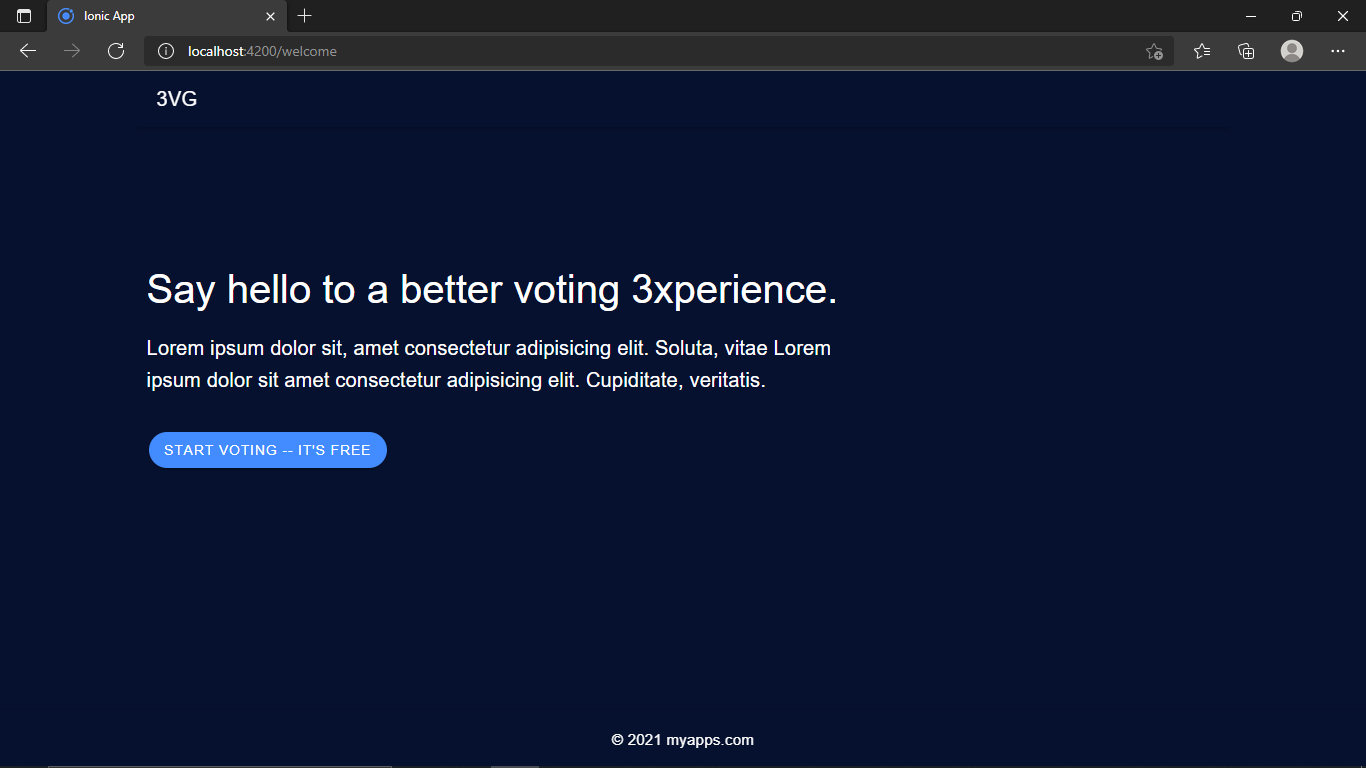 Ionic App
localhost:4200/welcome
3VG
Say hello to a better voting 3xperience.
Lorem ipsum dolor sit, amet consectetur adipisicing elit. Soluta, vitae Lorem
ipsum dolor sit amet consectetur adipisicing elit. Cupiditate, veritatis.
START VOTING -- IT'S FREE
© 2021 myapps.com